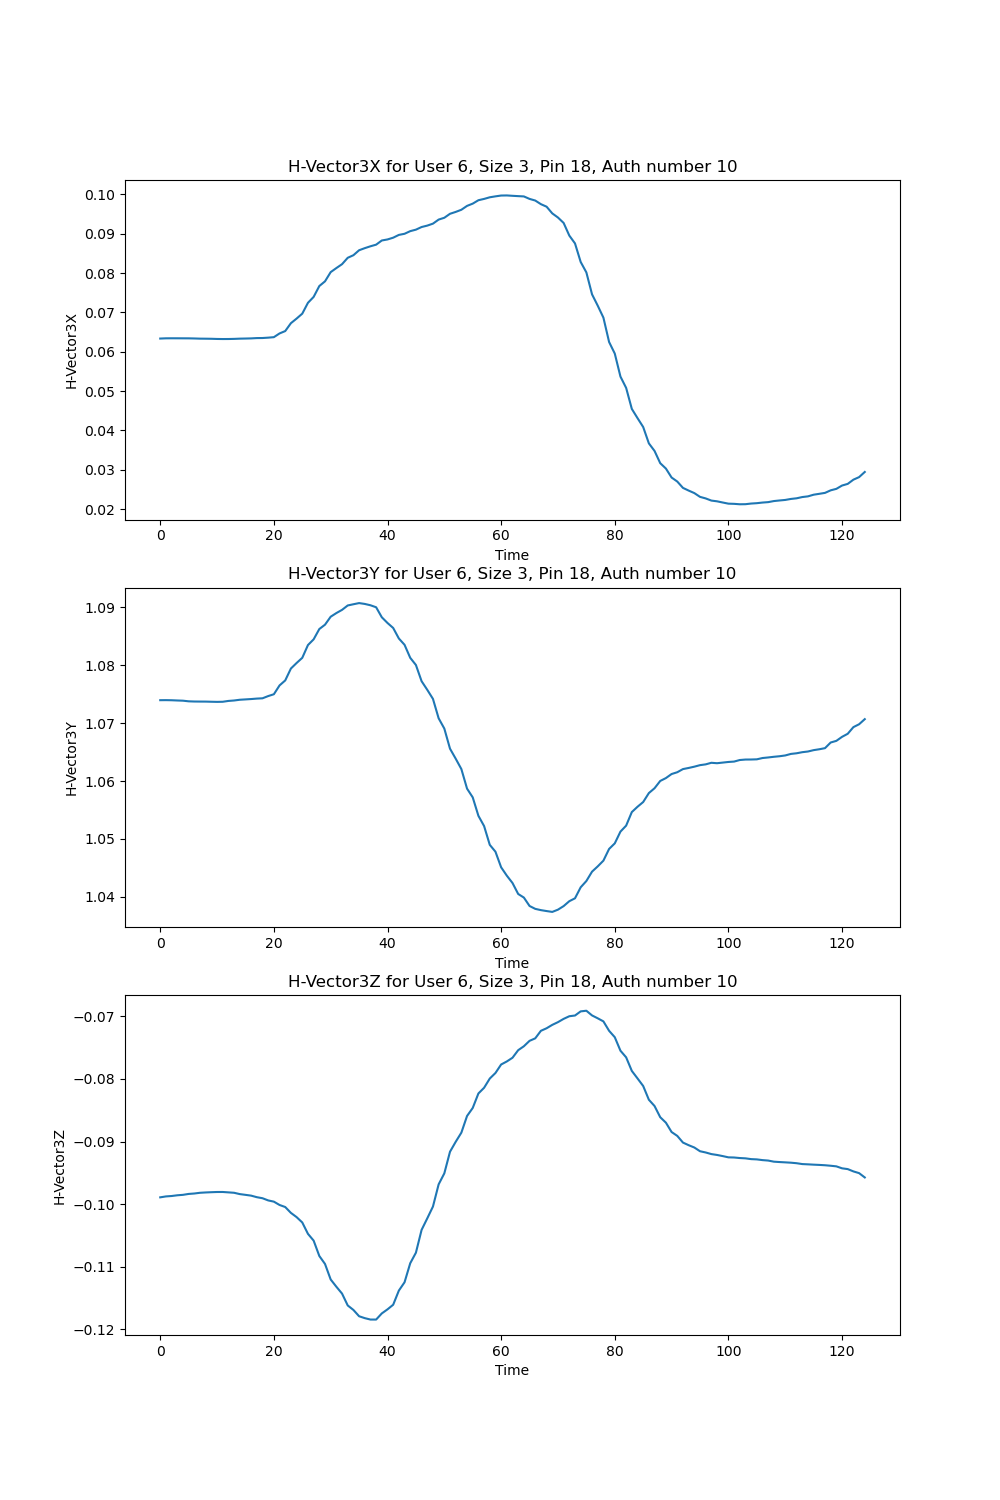 H-Vector3X for User 6, Size 3, Pin 18, Auth number 10
0.10
0.09
0.08
0.07
0.06
0.05
0.04
0.03
0.02
H-Vector3X
0 20 40 60 80 100 120
Time
H-Vector3Y for User 6, Size 3, Pin 18, Auth number 10
1.09
1.08
1.07
1.06
1.05
1.04
H-Vector3Y
0 20 40 60 80 100 120
Time
H-Vector3Z for User 6, Size 3, Pin 18, Auth number 10
−0.07
−0.08
−0.09
−0.10
−0.11
−0.12
H-Vector3Z
0 20 40 60 80 100 120
Time